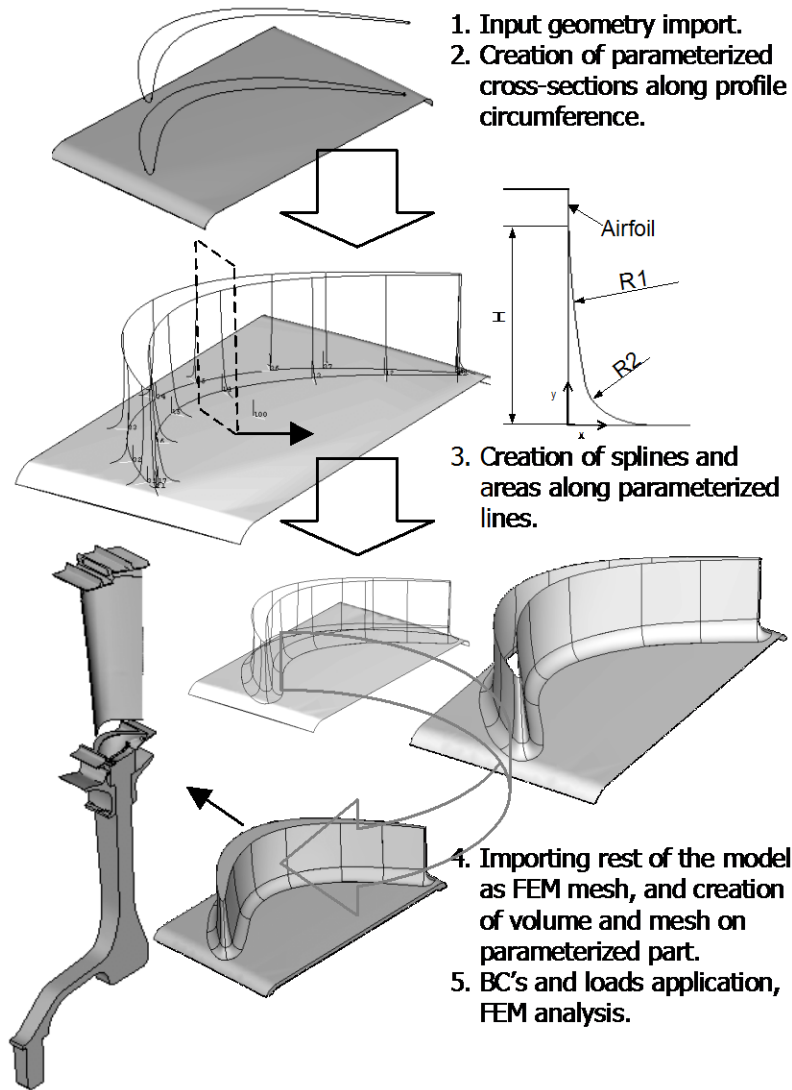 1. Input geometry import.
2. Creation of parameterized
cross-sections along profile
circumference.
Airfoil
R1
H
R2
y
x
3. Creation of splines and
areas along parameterized
lines.
4. Importing rest of the model
as FEM mesh, and creation
of volume and mesh on
parameterized part.
5. BC's and loads application,
FEM analysis.